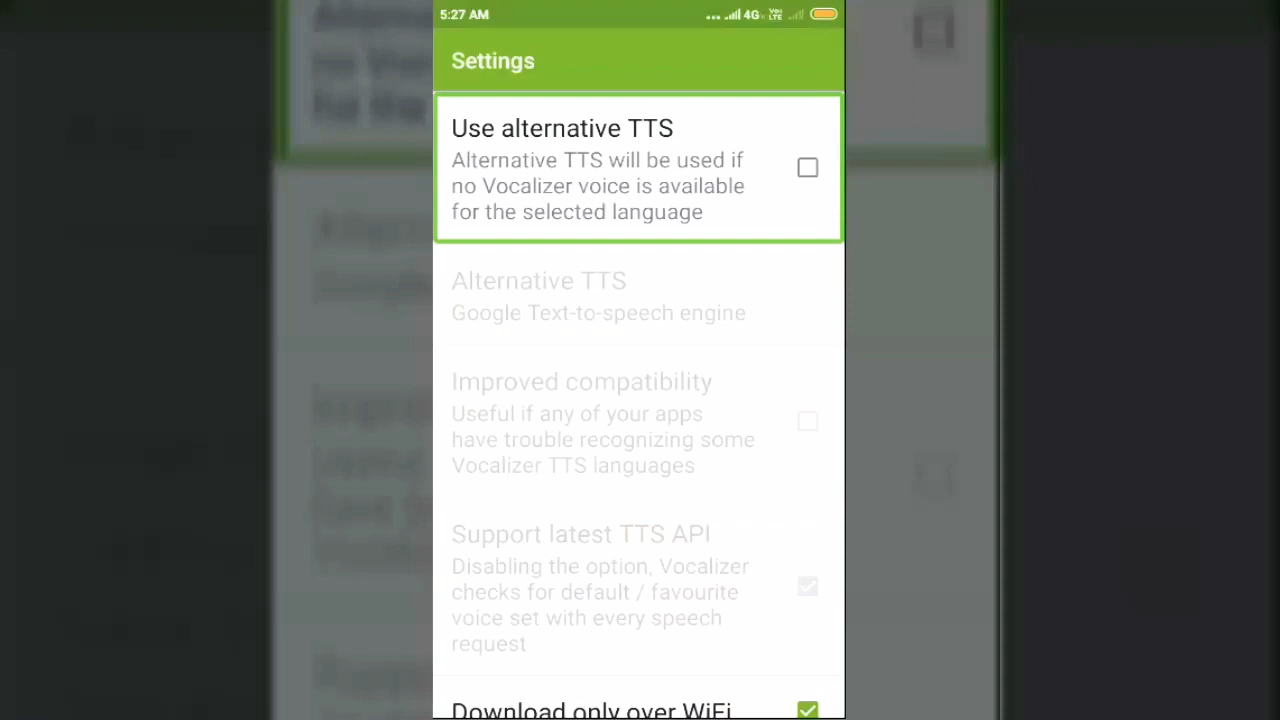 5:27 AM
4G
Settings
Use alternative TTS
Alternative TTS will be used if
no Vocalizer voice is available
for the selected language
Alternative TTS
Google Text-to-speech engine
Improved compatibility
Useful if any of your apps
have trouble recognizing some
Vocalizer TTS languages
Support latest TTS API
Disabling the option, Vocalizer
checks for default / favourite
voice set with every speech
request
Download only over WiFi